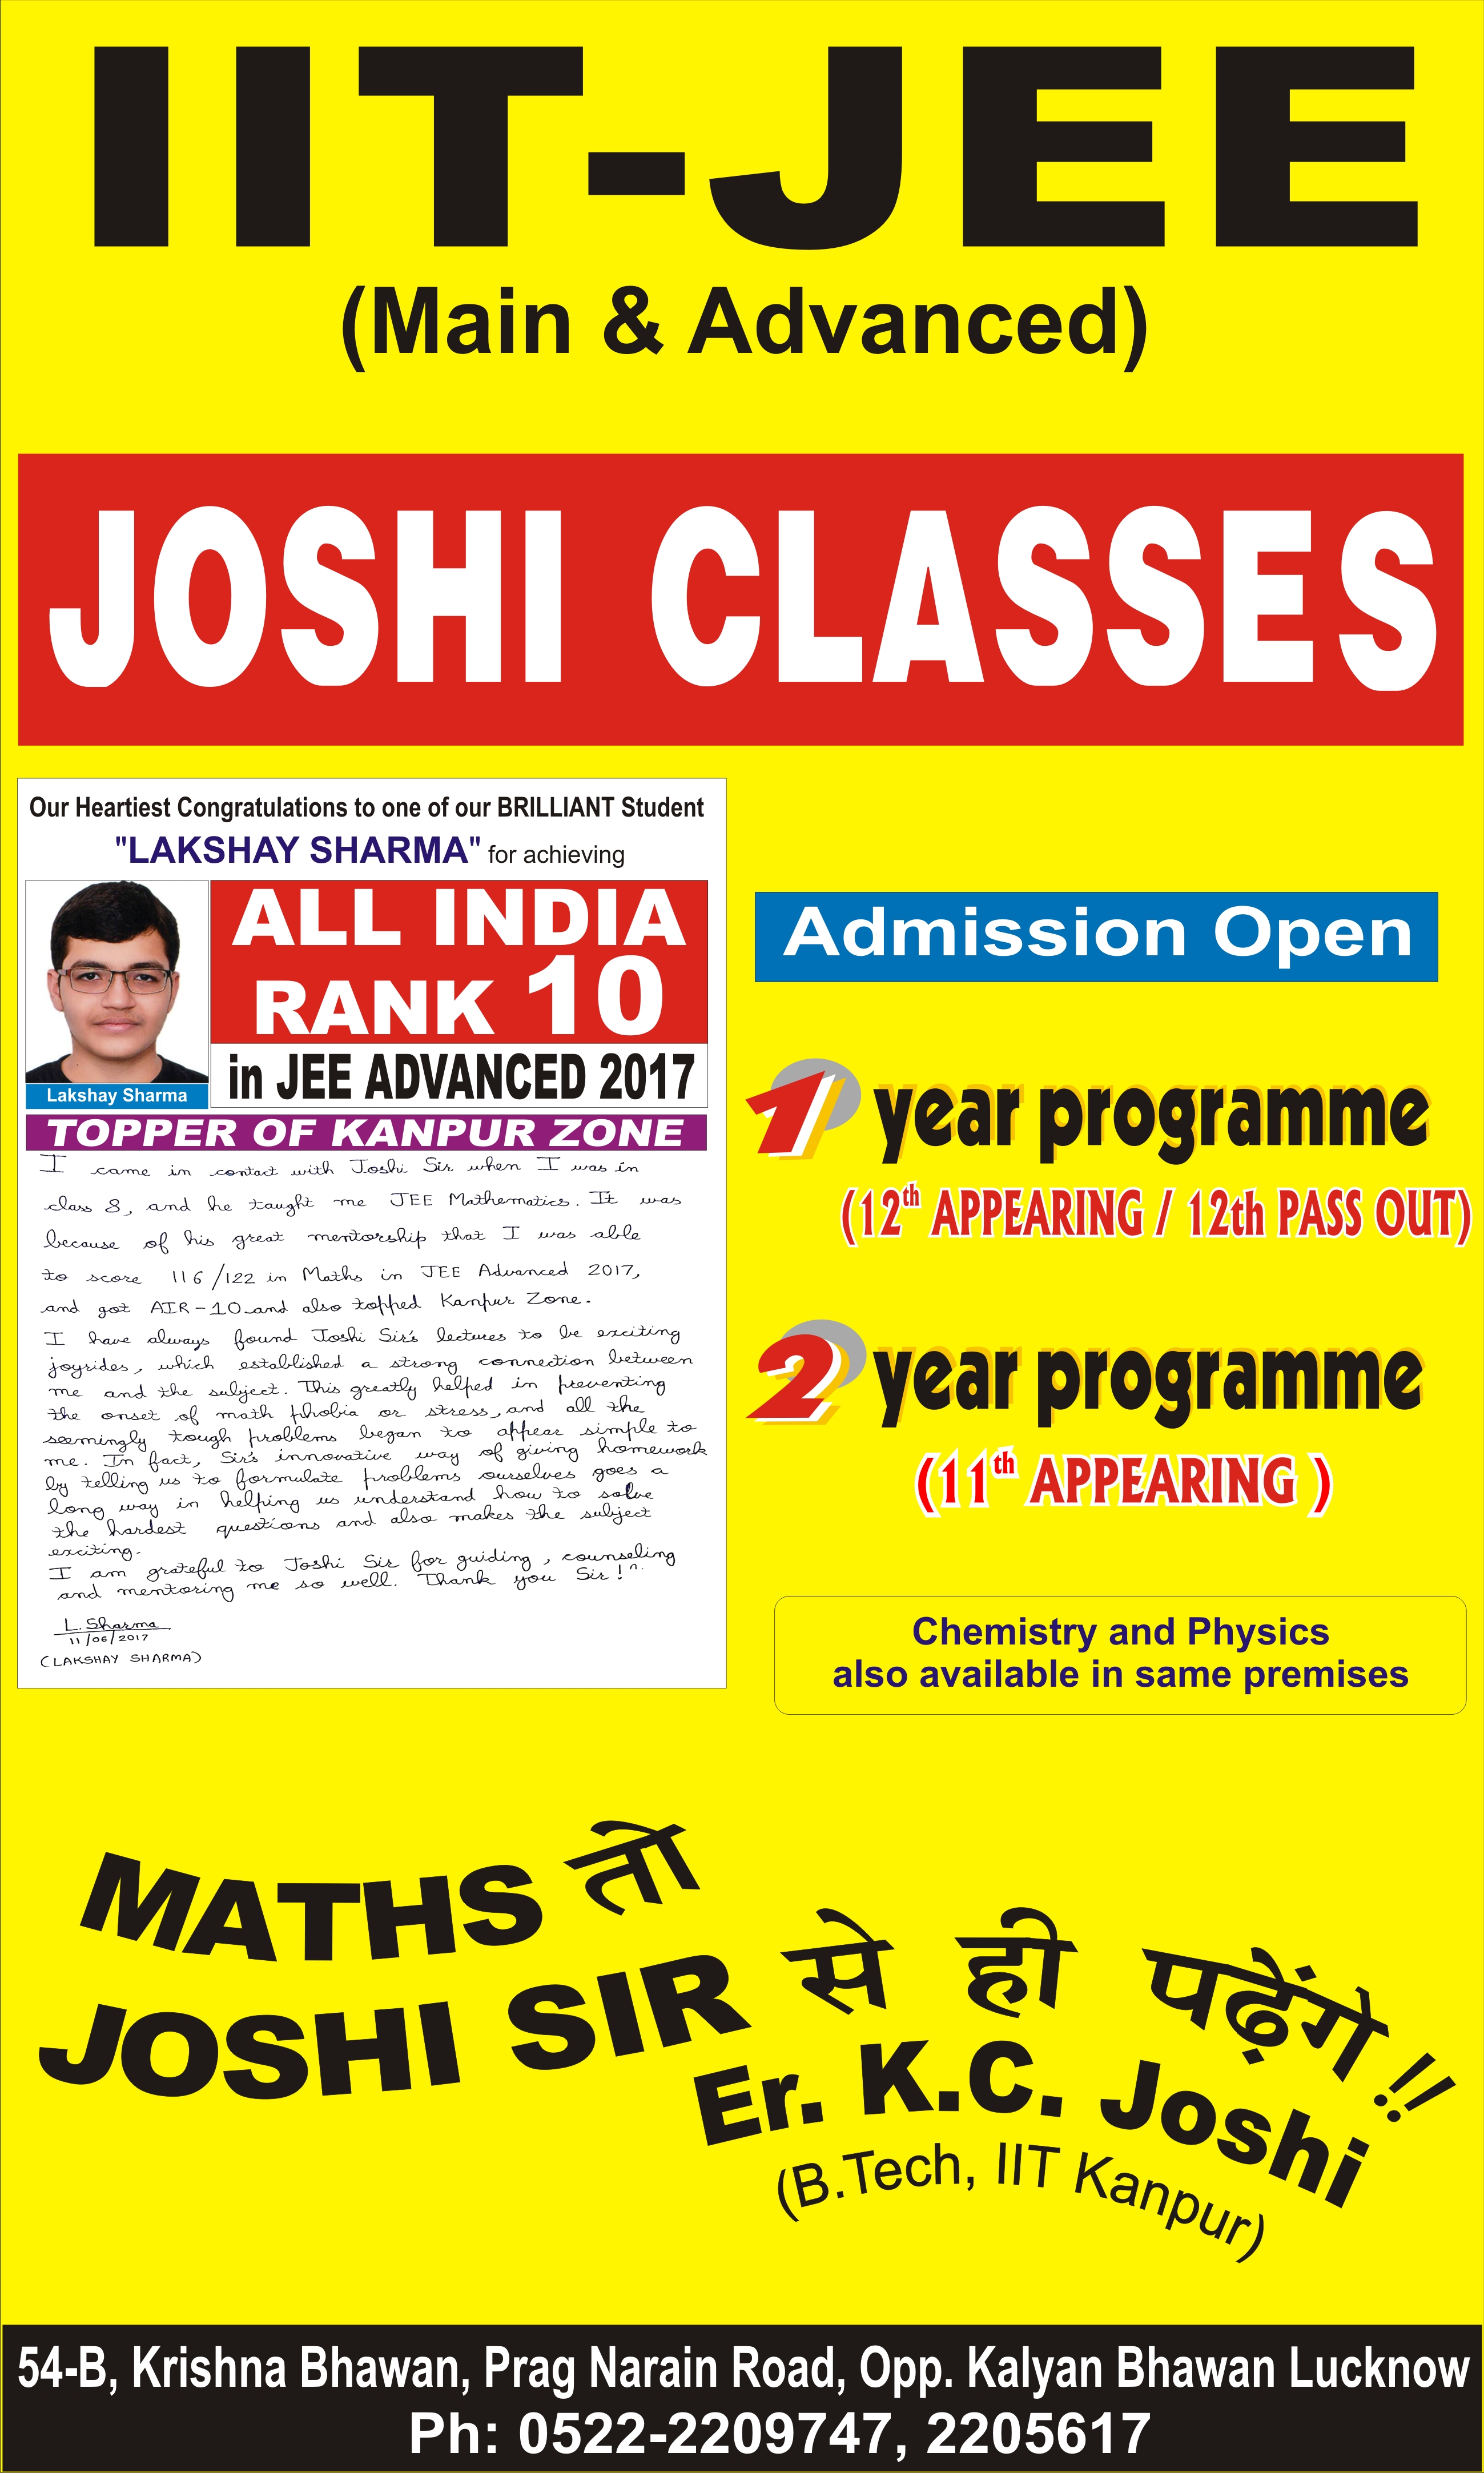 IIT-JEE
(Main & Advanced)
JOSHI CLASSES
Our Heartiest Congratulations to one of our BRILLIANT Student
"LAKSHAY SHARMA" for achieving
ALL INDIA
RANK 10
in JEE ADVANCED 2017
Lakshay Sharma
TOPPER OF KANPUR ZONE
I came in contact with Joshi Sir when I was in
class 8, and he taught me JEE Mathematics. It was
because of his great mentorship that I was able
to score 116/122 in Maths in JEE Advanced 2017,
and got AIR-10 and also topped Kanpur Zone.
I have always found Joshi Sir's lectures to be exciting
joyrides, which established a strong connection between
me and the subject. This greatly helped in preventing
the onset of math phobia or stress, and all the
seemingly tough problems began to appear simple to
me. In fact, Sir's innovative way of giving homework
by telling us to formulate problems ourselves goes a
long way in helping us understand how to solve
the hardest questions and also makes the subject
exciting.
I am grateful to Joshi Sir for guiding, counseling
and mentoring me so well. Thank you Sir!"
L. Sharma
11/06/2017
(LAKSHAY SHARMA)
Admission Open
1 year programme
(12th APPEARING / 12th PASS OUT)
2 year programme
(11th APPEARING )
Chemistry and Physics
also available in same premises
MATHS तो
JOSHI SIR से ही पढ़ेंगे !!
Er. K.C. Joshi
(B.Tech, IIT Kanpur)
54-B, Krishna Bhawan, Prag Narain Road, Opp. Kalyan Bhawan Lucknow
Ph: 0522-2209747, 2205617